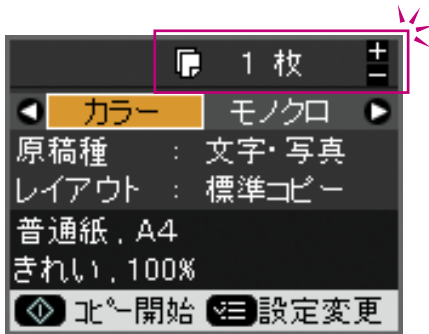 1 枚
カラー モノクロ
原稿種 : 文字・写真
レイアウト : 標準コピー
普通紙 , A4
きれい , 100%
コピー開始 設定変更